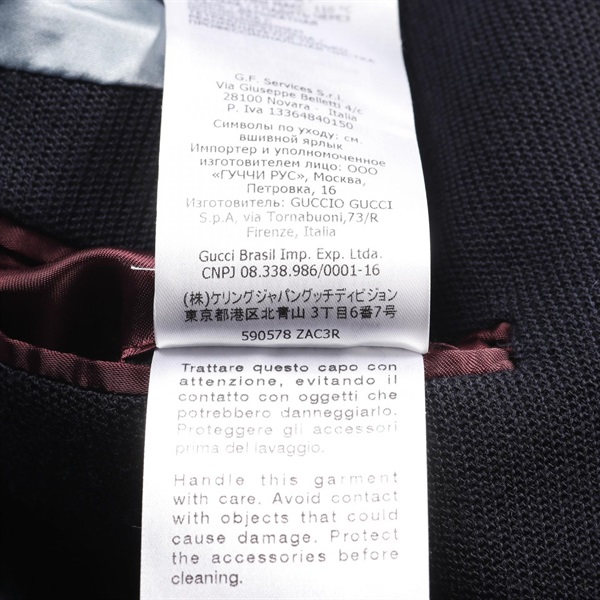 G.F. Services S.r.l.
Via Giuseppe Belletti 4/c
28100 Novara - Italia
P. Iva 13364840150
Символы по уходу: см.
вшивной ярлык
Импортер и уполномоченное
изготовителем лицо: ООО
«ГУЧЧИ РУС», Москва,
Петровка, 16
Изготовитель: GUCCIO GUCCI
S.p.A, via Tornabuoni,73/R
Firenze, Italia
Gucci Brasil Imp. Exp. Ltda.
CNPJ 08.338.986/0001-16
(株)ケリングジャパングッチディビジョン
東京都港区北青山 3丁目6番7号
590578 ZAC3R
Trattare questo capo con
attenzione, evitando il
contatto con oggetti che
potrebbero danneggiarlo.
Proteggere gli accessori
prima del lavaggio.
Handle this garment
with care. Avoid contact
with objects that could
cause damage. Protect
the accessories before
cleaning.